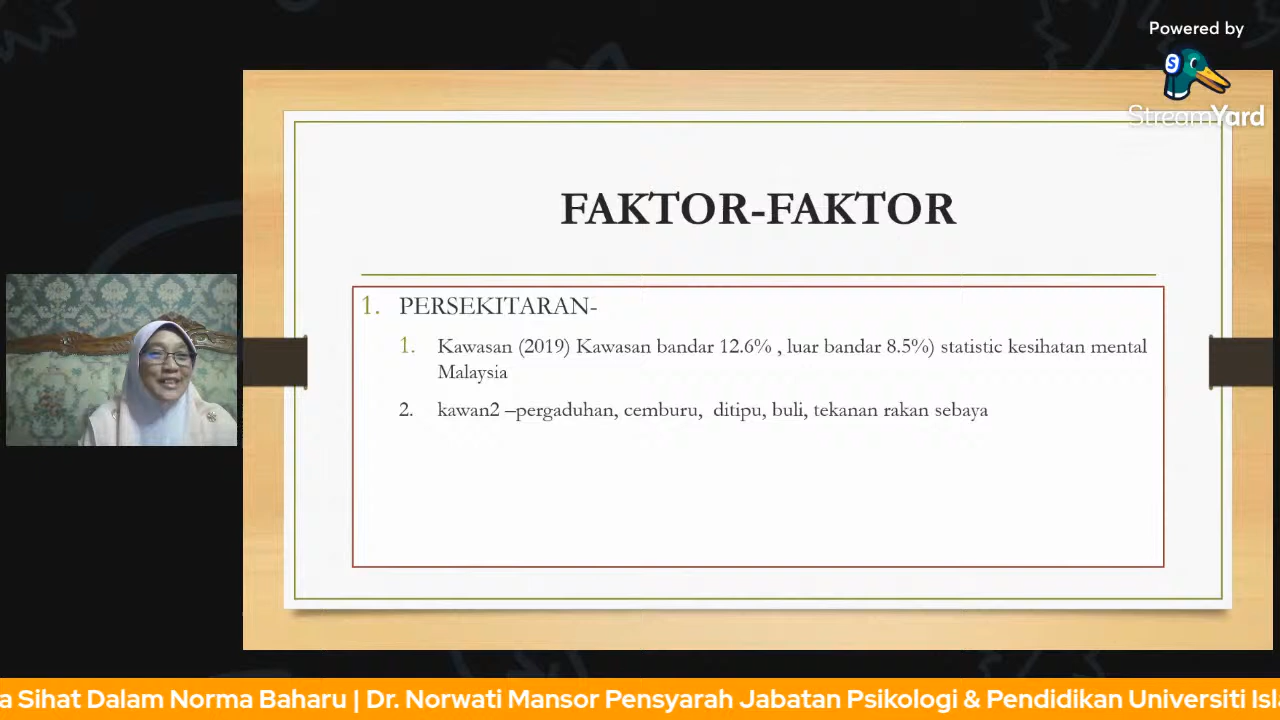 Powered by
StreamYard
FAKTOR-FAKTOR
1. PERSEKITARAN-
1. Kawasan (2019) Kawasan bandar 12.6% , luar bandar 8.5%) statistic kesihatan mental
Malaysia
2. kawan2 –pergaduhan, cemburu, ditipu, buli, tekanan rakan sebaya
a Sihat Dalam Norma Baharu | Dr. Norwati Mansor Pensyarah Jabatan Psikologi & Pendidikan Universiti Isl